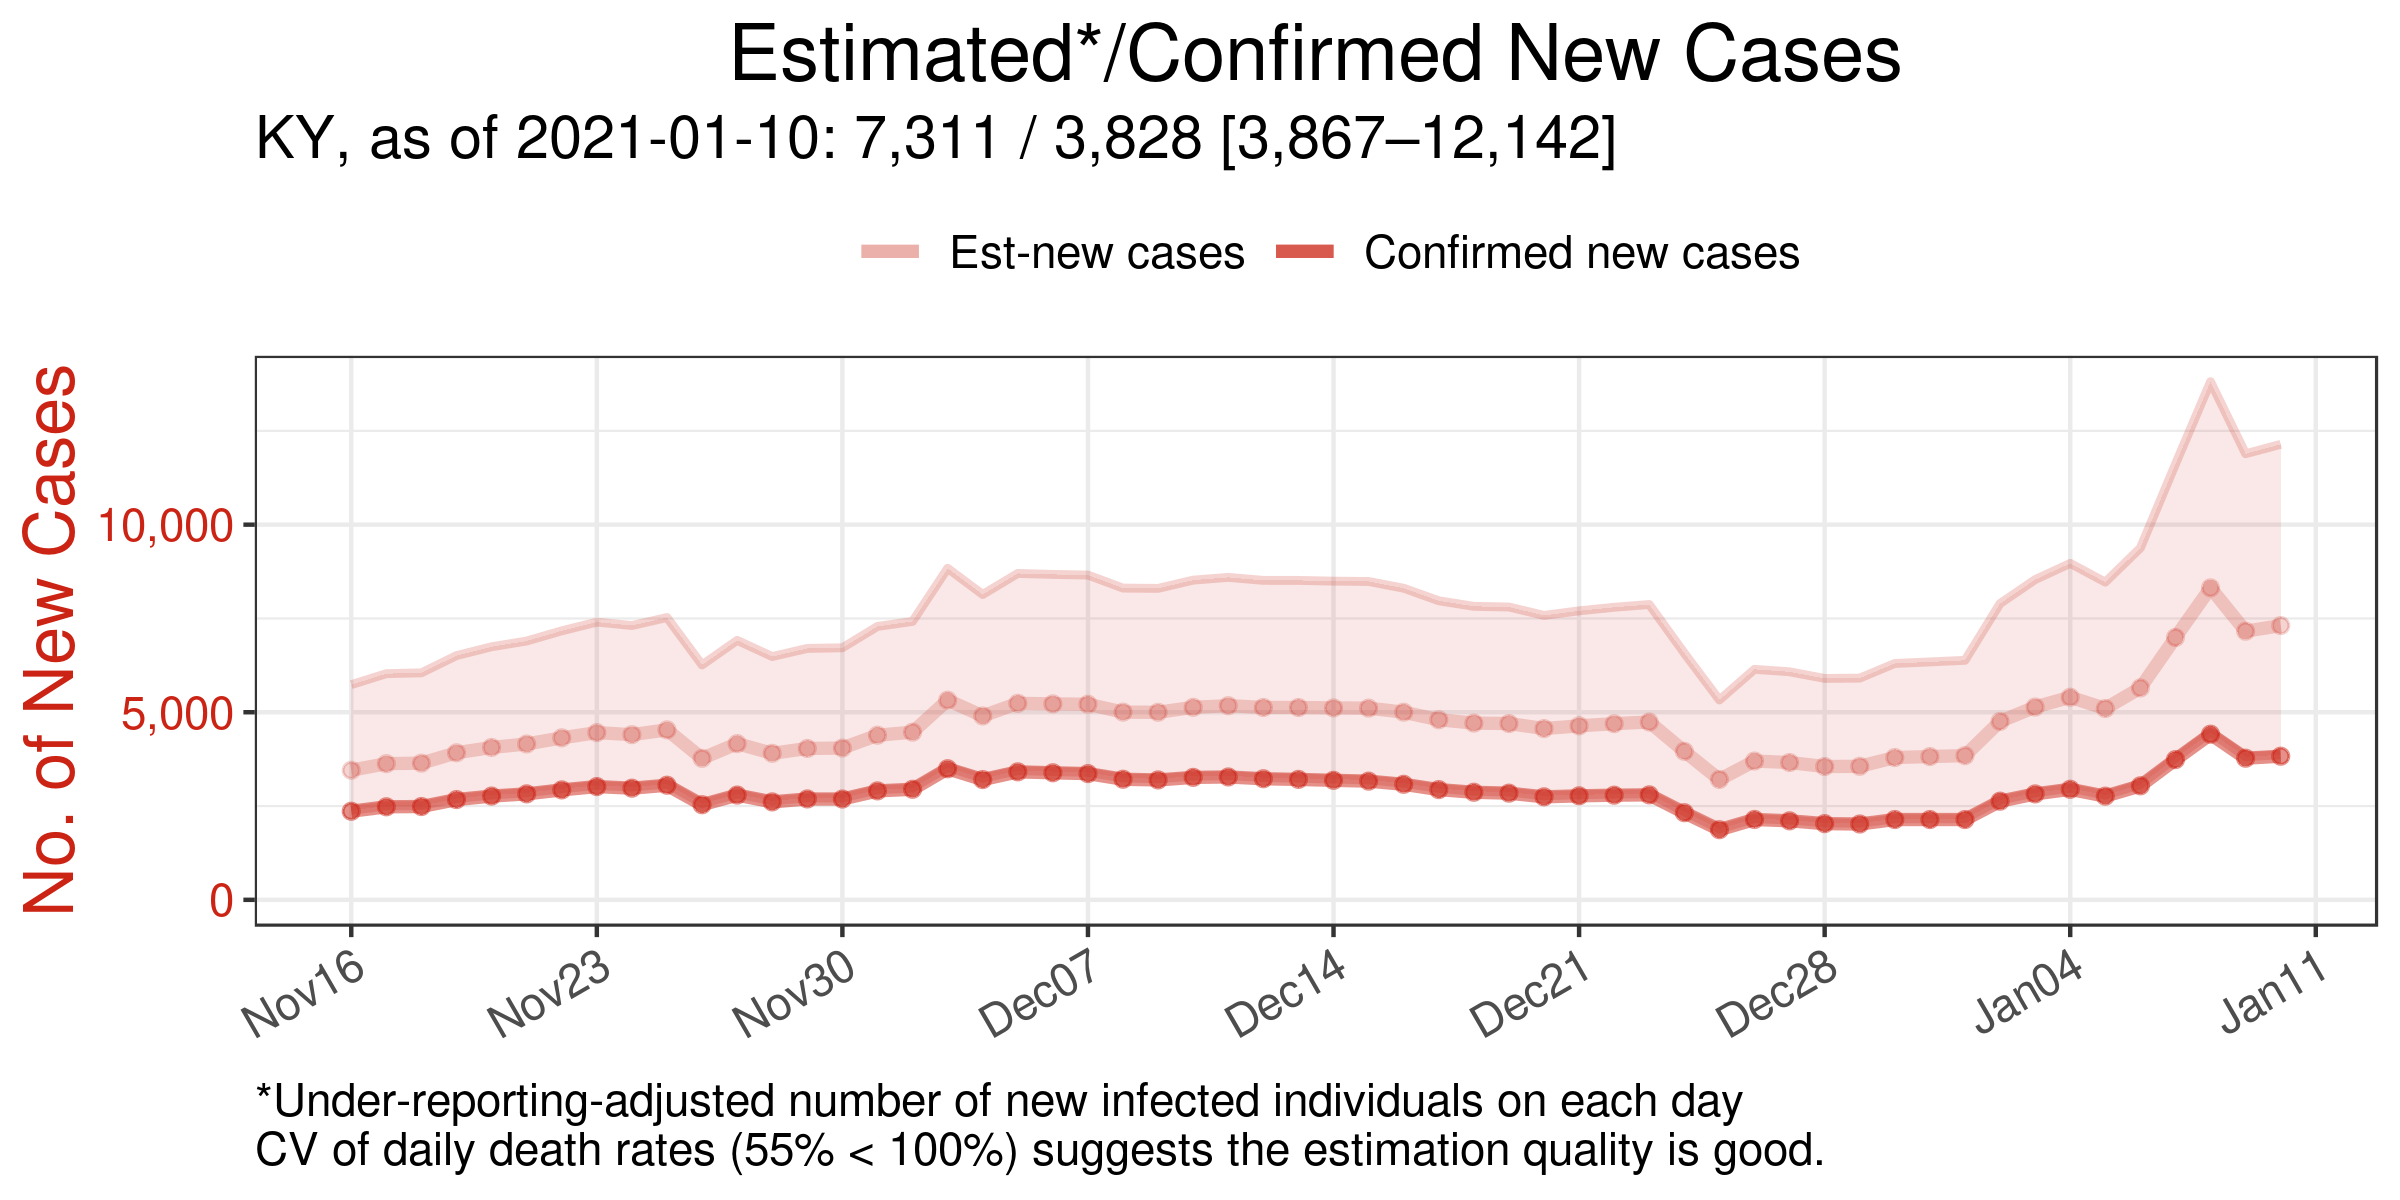 Estimated*/Confirmed New Cases
KY, as of 2021-01-10: 7,311 / 3,828 [3,867–12,142]
Est-new cases
Confirmed new cases
No. of New Cases
10,000
5,000
0
Nov16
Nov23
Nov30
Dec07
Dec14
Dec21
Dec28
Jan04
Jan11
*Under-reporting-adjusted number of new infected individuals on each day
CV of daily death rates (55% < 100%) suggests the estimation quality is good.